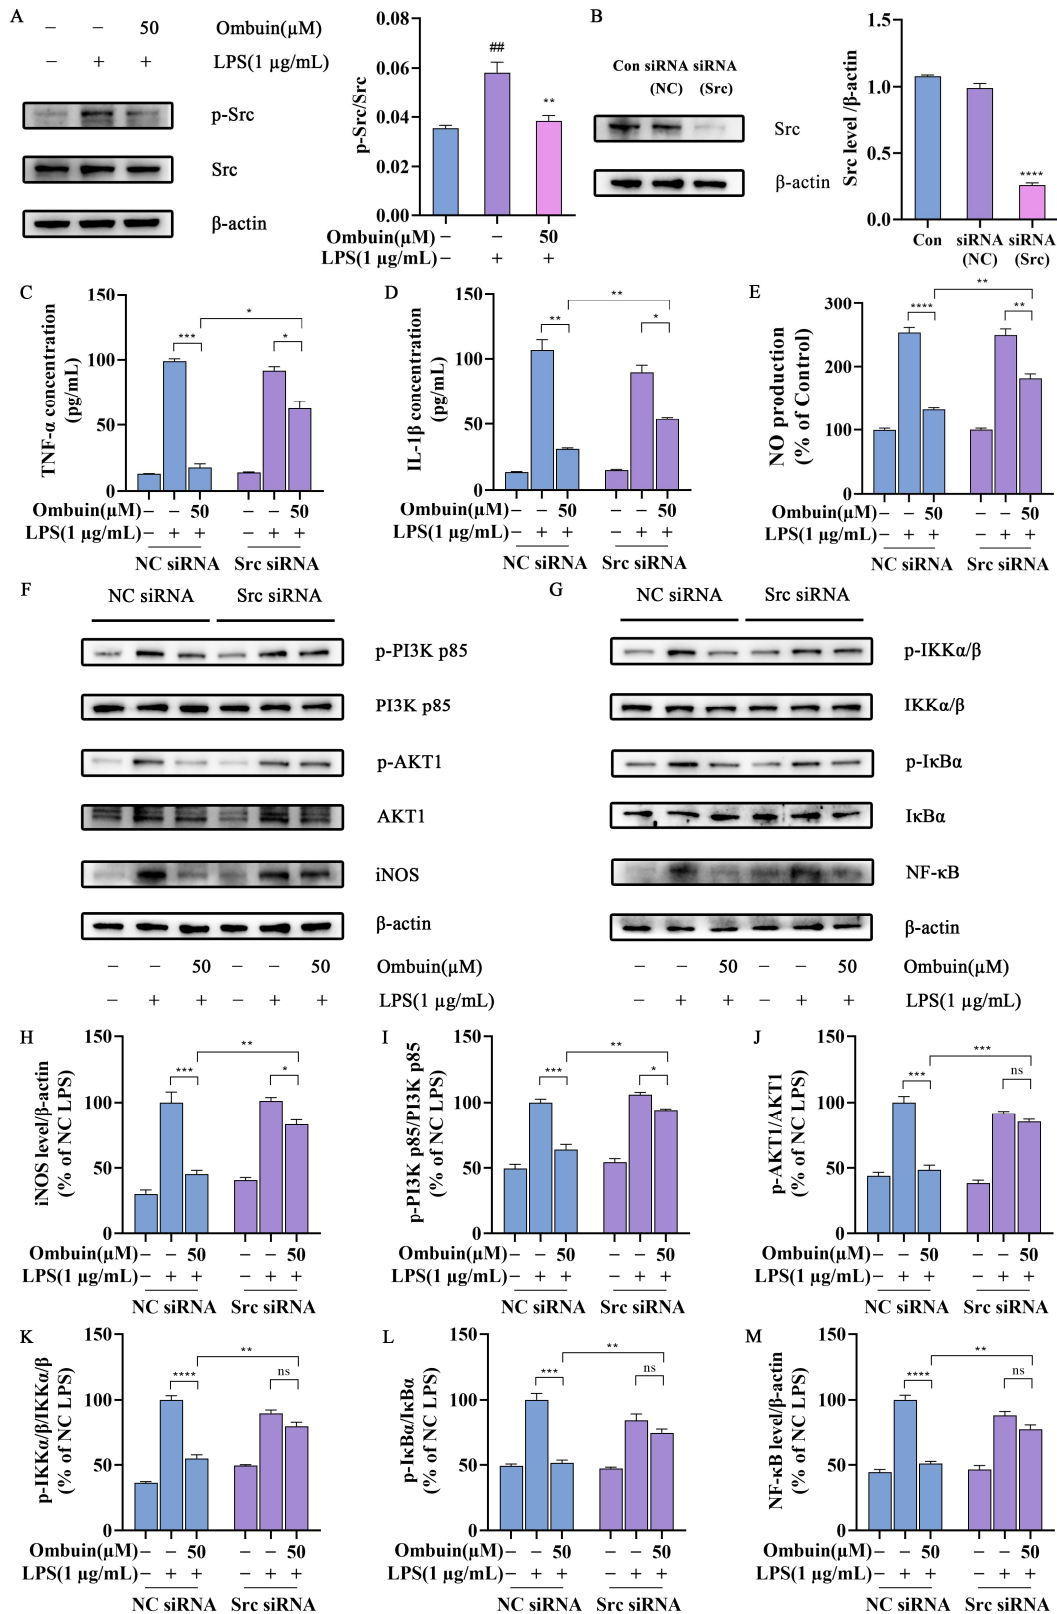 A
− − 50 Ombuin(μM)
− + + LPS(1 μg/mL)
p-Src
Src
β-actin
p-Src/Src
0.08
0.06
0.04
0.02
0.00
##
**
Ombuin(μM) − − 50
LPS(1 μg/mL) − + +
B
Con siRNA siRNA
(NC) (Src)
Src
β-actin
Src level /β-actin
1.5
1.0
0.5
0.0
****
Con siRNA siRNA
(NC) (Src)
C
TNF-α concentration
(pg/mL)
150
100
50
0
***
*
*
Ombuin(μM) − − 50 − − 50
LPS(1 μg/mL) − + + − + +
NC siRNA Src siRNA
D
IL-1β concentration
(pg/mL)
150
100
50
0
**
**
*
Ombuin(μM) − − 50 − − 50
LPS(1 μg/mL) − + + − + +
NC siRNA Src siRNA
E
NO production
(% of Control)
300
200
100
0
****
**
**
Ombuin(μM) − − 50 − − 50
LPS(1 μg/mL) − + + − + +
NC siRNA Src siRNA
F
NC siRNA Src siRNA
p-PI3K p85
PI3K p85
p-AKT1
AKT1
iNOS
β-actin
− − 50 − − 50 Ombuin(μM)
− + + − + + LPS(1 μg/mL)
G
NC siRNA Src siRNA
p-IKKα/β
IKKα/β
p-IκBα
IκBα
NF-κB
β-actin
− − 50 − − 50 Ombuin(μM)
− + + − + + LPS(1 μg/mL)
H
iNOS level/β-actin
(% of NC LPS)
150
100
50
0
***
**
*
Ombuin(μM) − − 50 − − 50
LPS(1 μg/mL) − + + − + +
NC siRNA Src siRNA
I
p-PI3K p85/PI3K p85
(% of NC LPS)
150
100
50
0
***
**
*
Ombuin(μM) − − 50 − − 50
LPS(1 μg/mL) − + + − + +
NC siRNA Src siRNA
J
p-AKT1/AKT1
(% of NC LPS)
150
100
50
0
***
***
ns
Ombuin(μM) − − 50 − − 50
LPS(1 μg/mL) − + + − + +
NC siRNA Src siRNA
K
p-IKKα/β/IKKα/β
(% of NC LPS)
150
100
50
0
****
**
ns
Ombuin(μM) − − 50 − − 50
LPS(1 μg/mL) − + + − + +
NC siRNA Src siRNA
L
p-IκBα/IκBα
(% of NC LPS)
150
100
50
0
***
**
ns
Ombuin(μM) − − 50 − − 50
LPS(1 μg/mL) − + + − + +
NC siRNA Src siRNA
M
NF-κB level/β-actin
(% of NC LPS)
150
100
50
0
****
**
ns
Ombuin(μM) − − 50 − − 50
LPS(1 μg/mL) − + + − + +
NC siRNA Src siRNA